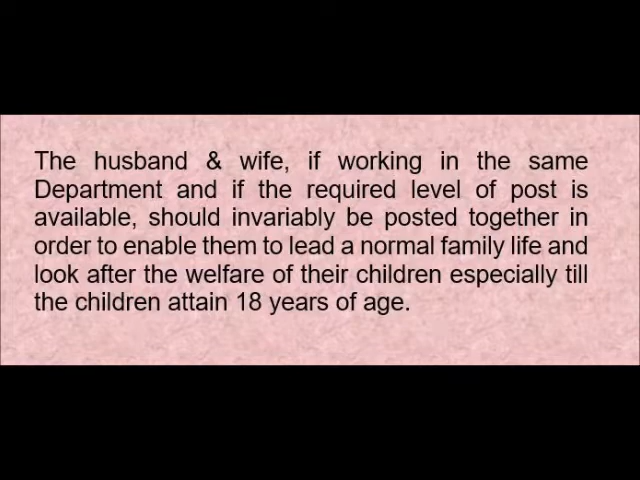 The husband & wife, if working in the same
Department and if the required level of post is
available, should invariably be posted together in
order to enable them to lead a normal family life and
look after the welfare of their children especially till
the children attain 18 years of age.